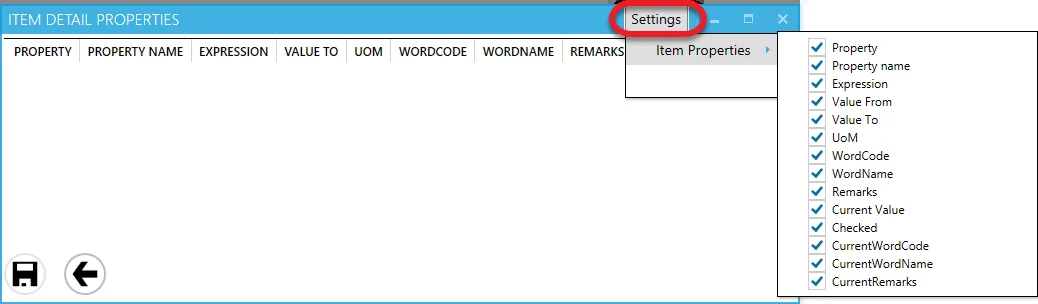 ITEM DETAIL PROPERTIES Settings
PROPERTY PROPERTY NAME EXPRESSION VALUE TO UOM WORDCODE WORDNAME REMARKS
Item Properties
Property
Property name
Expression
Value From
Value To
UoM
WordCode
WordName
Remarks
Current Value
Checked
CurrentWordCode
CurrentWordName
CurrentRemarks